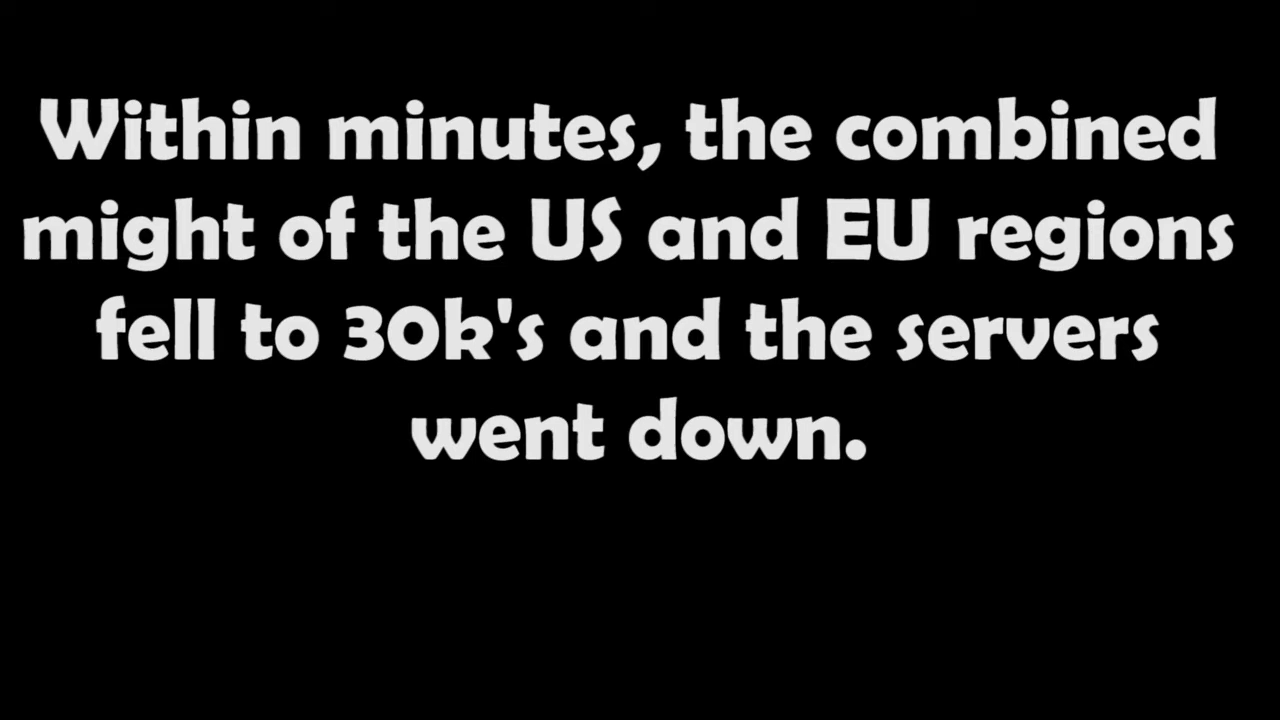 Within minutes, the combined
might of the US and EU regions
fell to 30k's and the servers
went down.